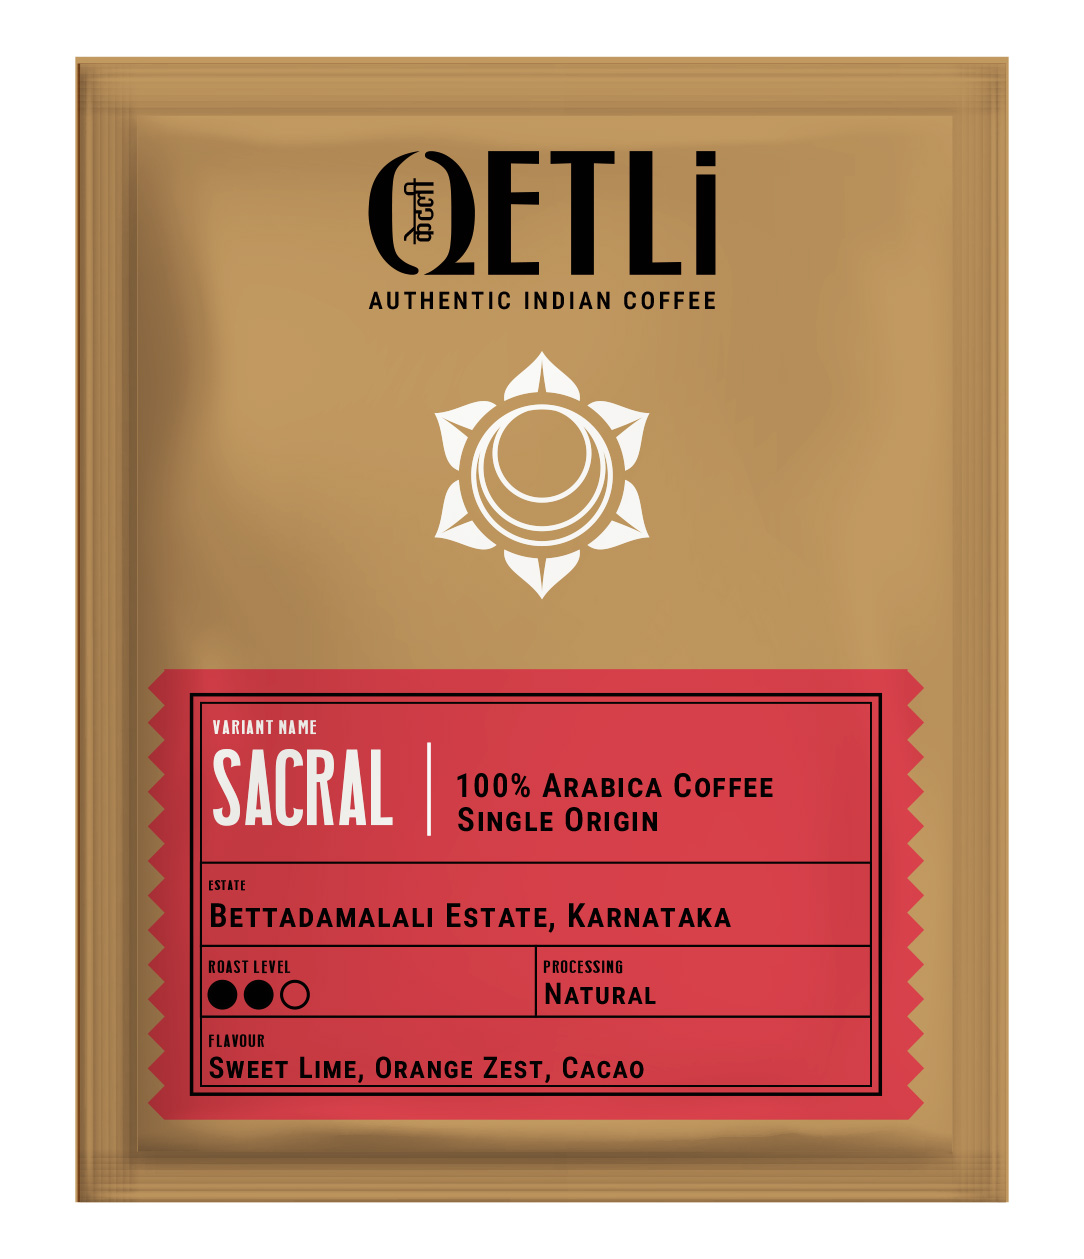 QETLi
केटली
AUTHENTIC INDIAN COFFEE
VARIANT NAME
SACRAL
100% ARABICA COFFEE
SINGLE ORIGIN
ESTATE
BETTADAMALALI ESTATE, KARNATAKA
ROAST LEVEL
PROCESSING
NATURAL
FLAVOUR
SWEET LIME, ORANGE ZEST, CACAO